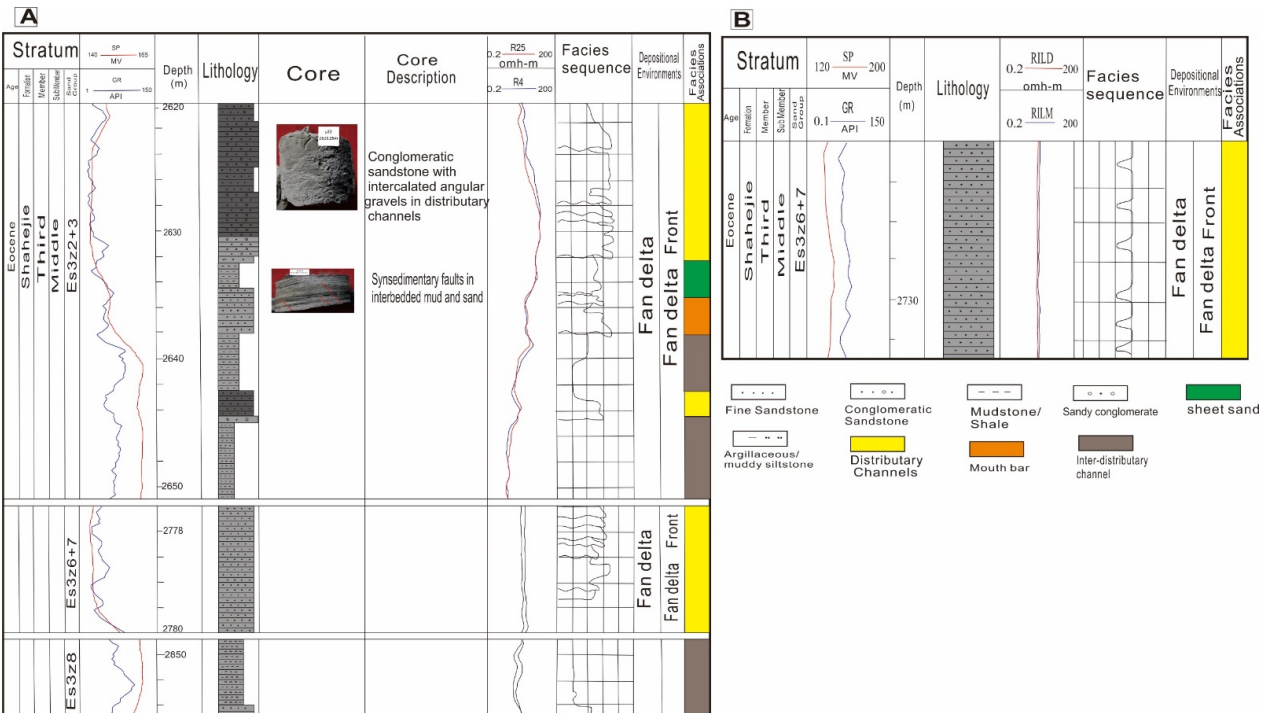 A
Stratum
140 SP 165
MV
GR
1 150
API
Age
Formation
Member
SubMember
Sand
Group
Depth
(m)
Lithology
Core
Core
Description
R25
0.2 200
omh-m
R4
0.2 200
Facies
sequence
Depositional
Environments
Facies
Associations
Eocene
Shahejie
Third
Middle
Es3z2+3
2620
2630
2640
2650
Conglomeratic
sandstone with
intercalated angular
gravels in distributary
channels
Synsedimentary faults in
interbedded mud and sand
Fan delta
Fan delta Front
Es3z6+7
2778
2780
Fan delta
Fan delta Front
Es3z8
2850
B
Stratum
120 SP 200
MV
GR
0.1 150
API
Age
Formation
Member
SubMember
Sand
Group
Depth
(m)
Lithology
RILD
0.2 200
omh-m
RILM
0.2 200
Facies
sequence
Depositional
Environments
Facies
Associations
Eocene
Shahejie
Third
Middle
Es3z6+7
2730
Fan delta
Fan delta Front
Fine Sandstone
Conglomeratic
Sandstone
Mudstone/
Shale
Sandy conglomerate
sheet sand
Argillaceous/
muddy siltstone
Distributary
Channels
Mouth bar
Inter-distributary
channel